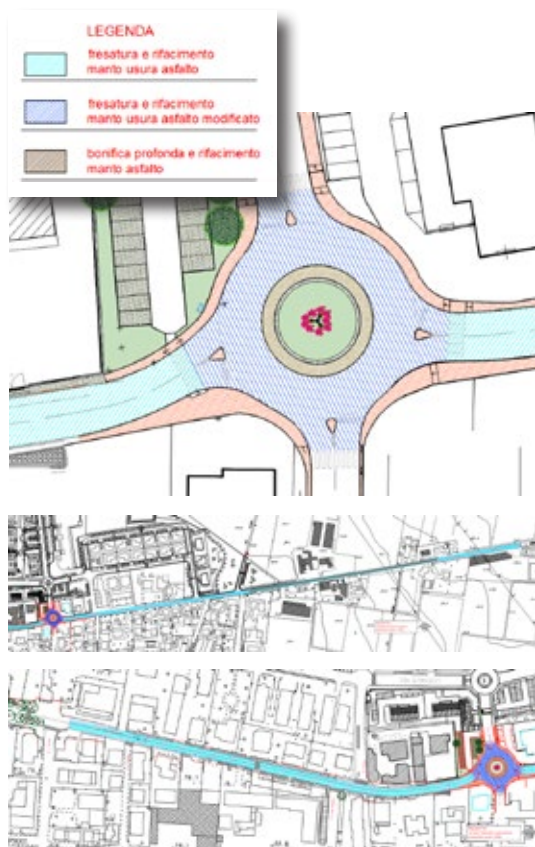 LEGENDA
fresatura e rifacimento
manto usura asfalto
fresatura e rifacimento
manto usura asfalto modificato
bonifica profonda e rifacimento
manto asfalto